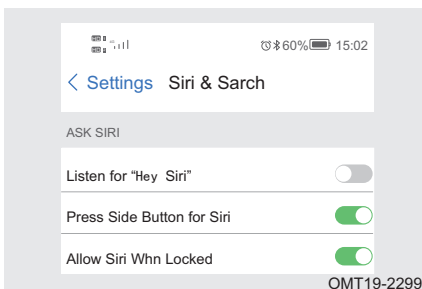 60% 15:02
< Settings Siri & Sarch
ASK SIRI
Listen for “Hey Siri”
Press Side Button for Siri
Allow Siri Whn Locked
OMT19-2299